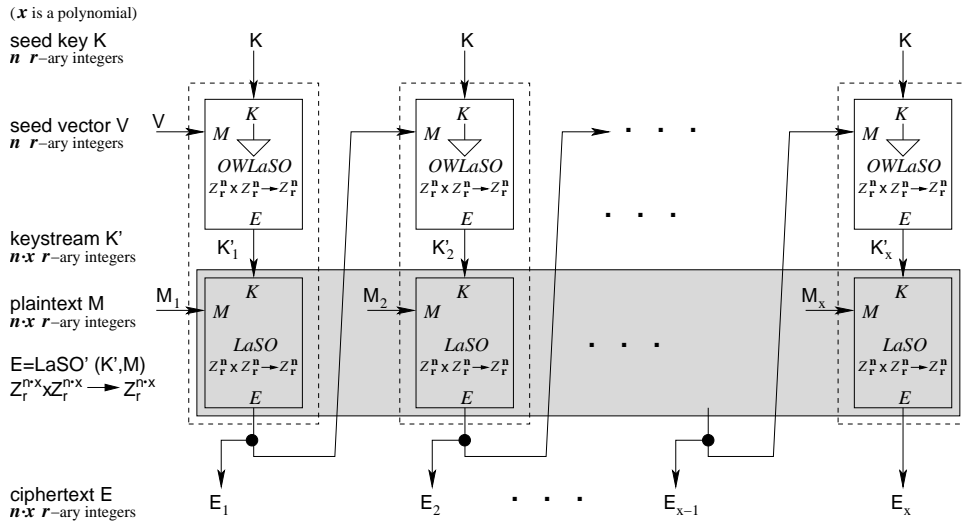 ( x is a polynomial)
seed key K
n r–ary integers
K K K
seed vector V
n r–ary integers
V
K K K
M M M
OWLaSO OWLaSO OWLaSO
Z_r^n x Z_r^n → Z_r^n Z_r^n x Z_r^n → Z_r^n Z_r^n x Z_r^n → Z_r^n
E E E
. . .
. . .
keystream K'
n·x r–ary integers
K'_1 K'_2 K'_x
plaintext M
n·x r–ary integers
M_1 M_2 M_x
K K K
M M M
LaSO LaSO LaSO
Z_r^n x Z_r^n → Z_r^n Z_r^n x Z_r^n → Z_r^n Z_r^n x Z_r^n → Z_r^n
E E E
. . .
E=LaSO' (K',M)
Z_r^{n·x} x Z_r^{n·x} → Z_r^{n·x}
ciphertext E
n·x r–ary integers
E_1 E_2 . . . E_{x–1} E_x